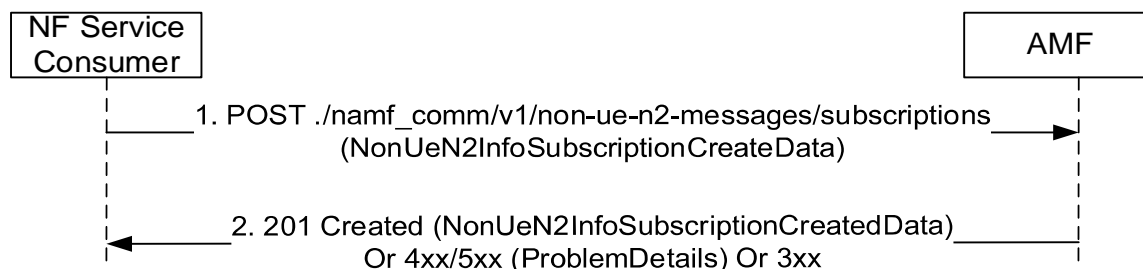 NF Service
Consumer
AMF
1. POST ./namf_comm/v1/non-ue-n2-messages/subscriptions
(NonUeN2InfoSubscriptionCreateData)
2. 201 Created (NonUeN2InfoSubscriptionCreatedData)
Or 4xx/5xx (ProblemDetails) Or 3xx